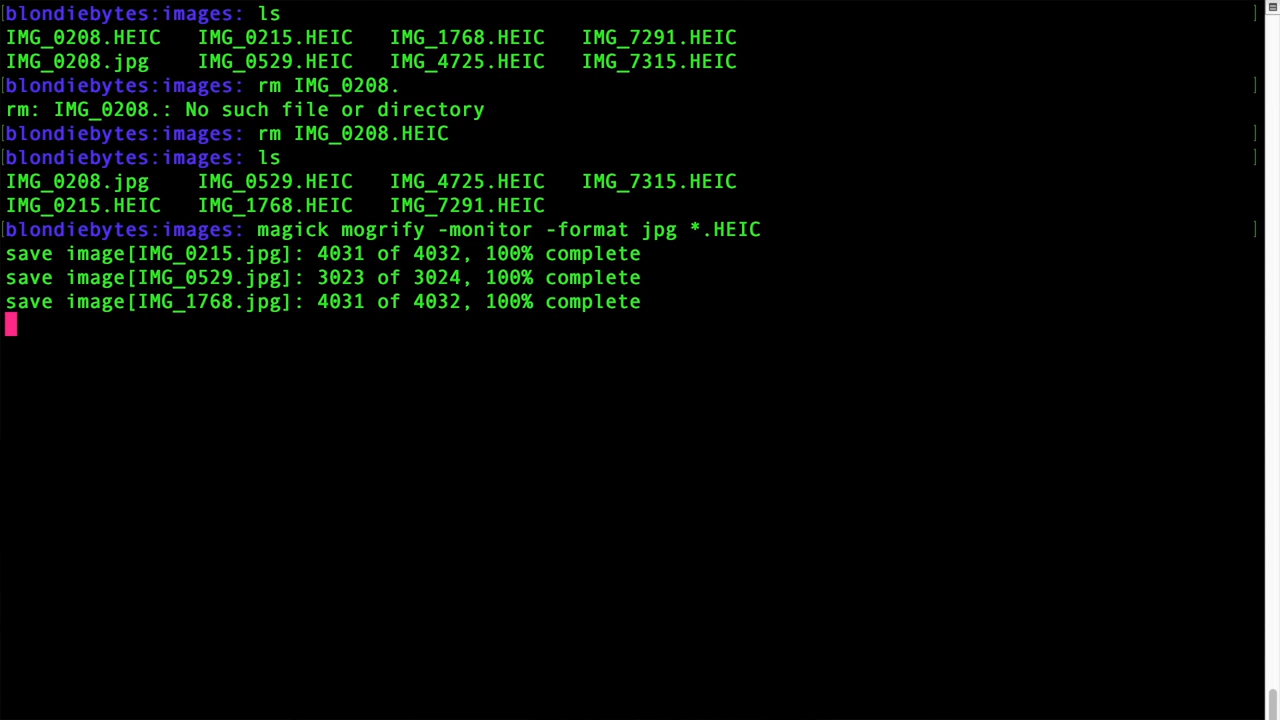 [blondiebytes:images: ls ]
IMG_0208.HEIC IMG_0215.HEIC IMG_1768.HEIC IMG_7291.HEIC
IMG_0208.jpg IMG_0529.HEIC IMG_4725.HEIC IMG_7315.HEIC
[blondiebytes:images: rm IMG_0208. ]
rm: IMG_0208.: No such file or directory
[blondiebytes:images: rm IMG_0208.HEIC ]
[blondiebytes:images: ls ]
IMG_0208.jpg IMG_0529.HEIC IMG_4725.HEIC IMG_7315.HEIC
IMG_0215.HEIC IMG_1768.HEIC IMG_7291.HEIC
[blondiebytes:images: magick mogrify -monitor -format jpg *.HEIC ]
save image[IMG_0215.jpg]: 4031 of 4032, 100% complete
save image[IMG_0529.jpg]: 3023 of 3024, 100% complete
save image[IMG_1768.jpg]: 4031 of 4032, 100% complete